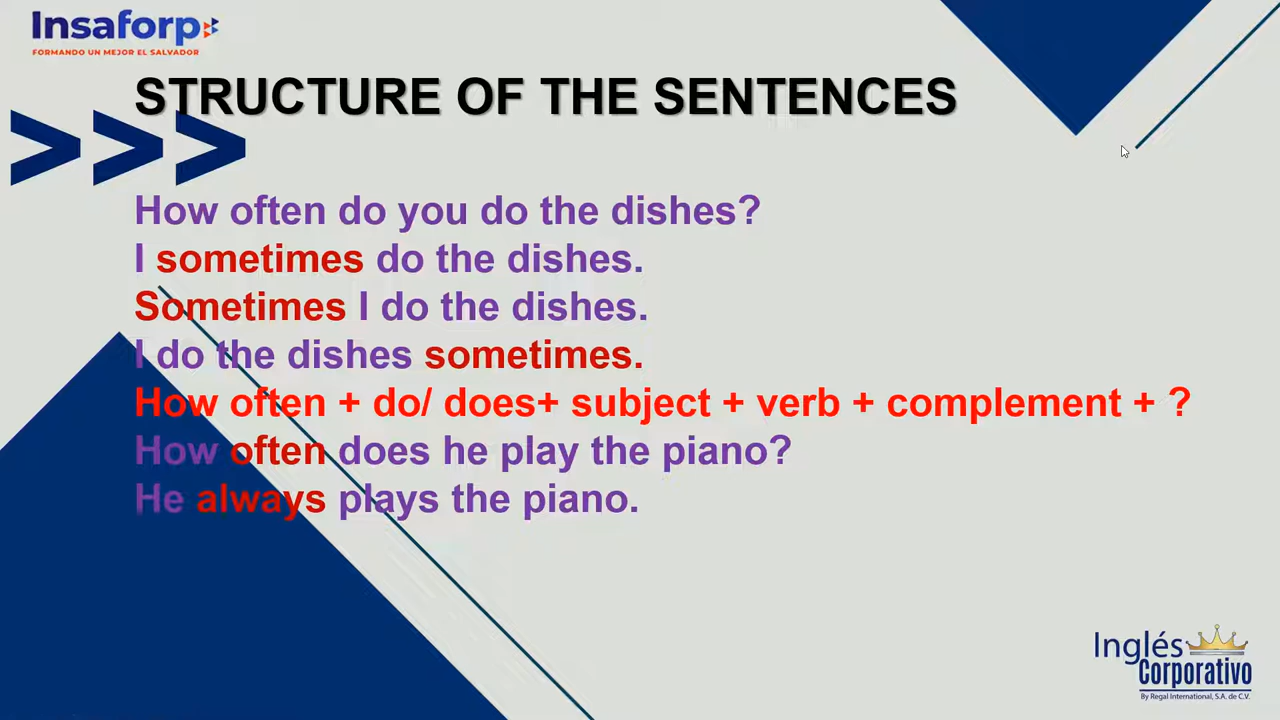 Insaforp
FORMANDO UN MEJOR EL SALVADOR
STRUCTURE OF THE SENTENCES
How often do you do the dishes?
I sometimes do the dishes.
Sometimes I do the dishes.
I do the dishes sometimes.
How often + do/ does+ subject + verb + complement + ?
How often does he play the piano?
He always plays the piano.
Inglés
Corporativo
By Regal International, S.A. de C.V.